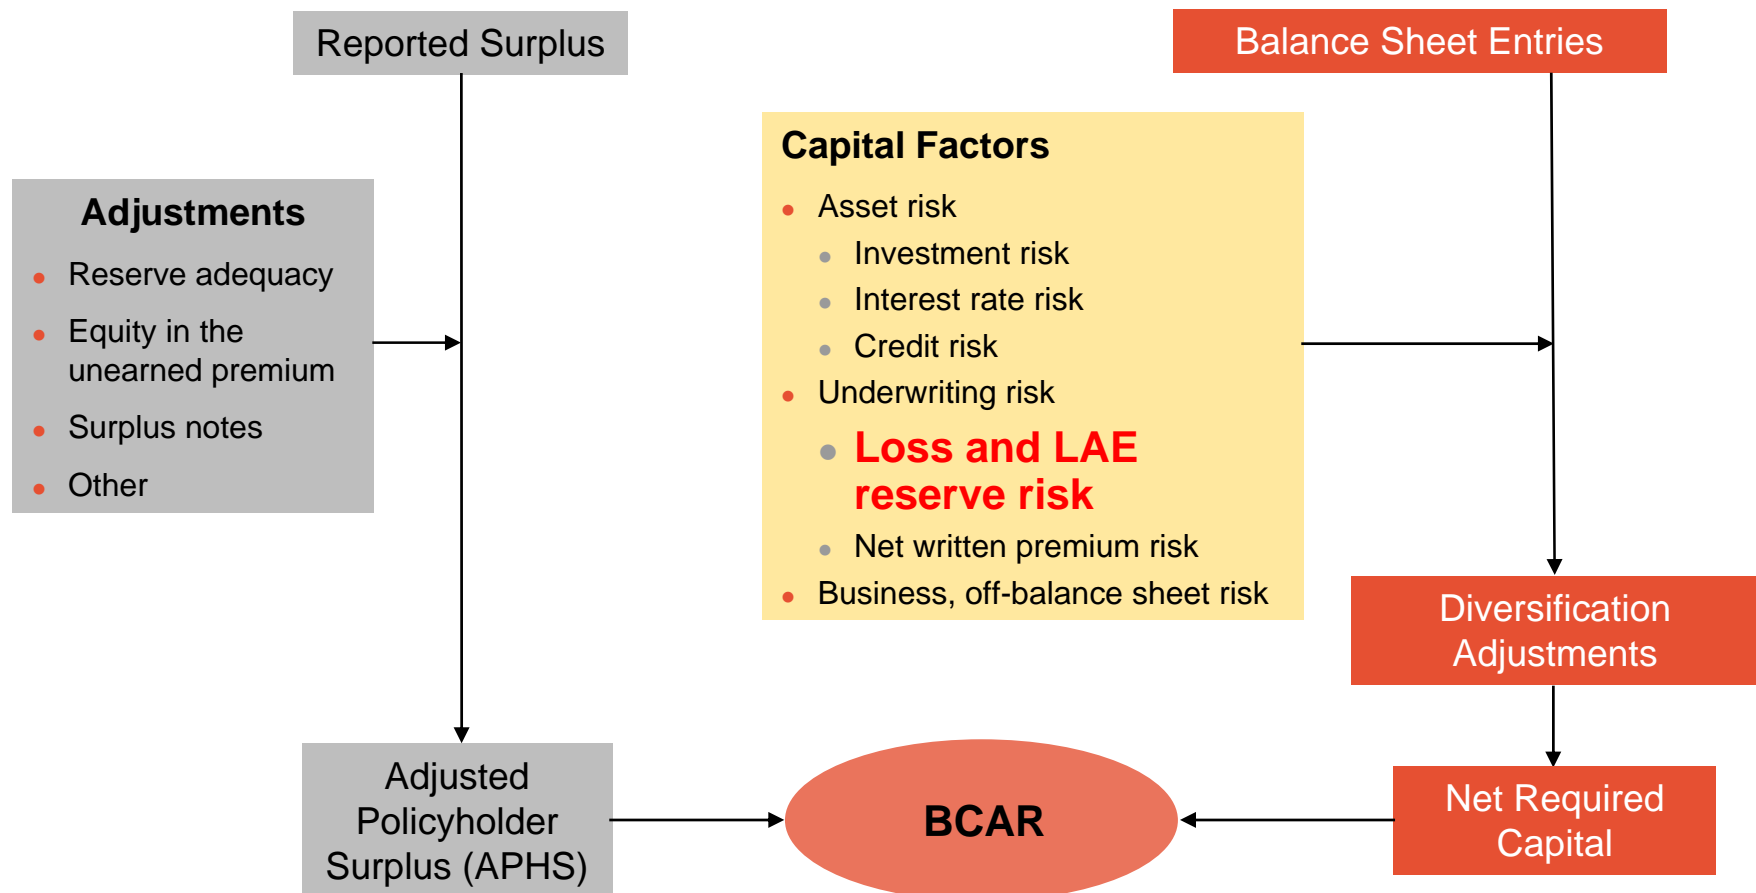 Reported Surplus
Balance Sheet Entries
Adjustments
Reserve adequacy
Equity in the
unearned premium
Surplus notes
Other
Capital Factors
Asset risk
Investment risk
Interest rate risk
Credit risk
Underwriting risk
Loss and LAE
reserve risk
Net written premium risk
Business, off-balance sheet risk
Diversification
Adjustments
Adjusted
Policyholder
Surplus (APHS)
BCAR
Net Required
Capital